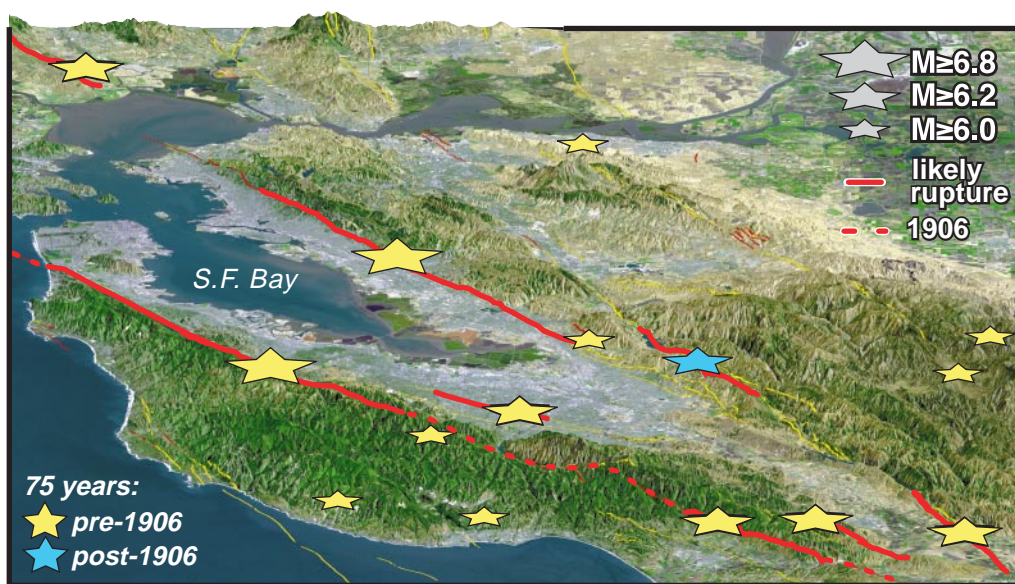 M≥6.8
M≥6.2
M≥6.0
likely
rupture
1906
S.F. Bay
75 years:
pre-1906
post-1906